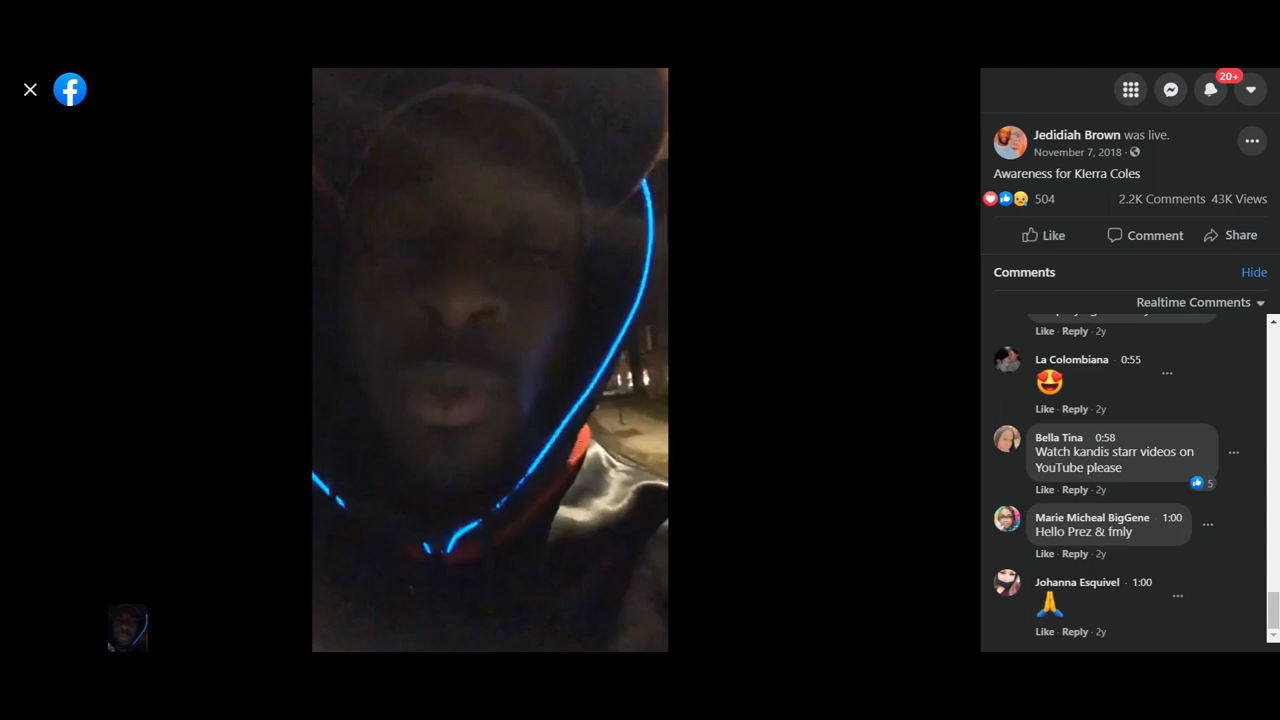 20+
Jedidiah Brown was live.
November 7, 2018 ·
Awareness for KIerra Coles
504 2.2K Comments 43K Views
Like Comment Share
Comments Hide
Realtime Comments
Like · Reply · 2y
La Colombiana · 0:55
Like · Reply · 2y
Bella Tina · 0:58
Watch kandis starr videos on
YouTube please
5
Like · Reply · 2y
Marie Micheal BigGene · 1:00
Hello Prez & fmly
Like · Reply · 2y
Johanna Esquivel · 1:00
Like · Reply · 2y